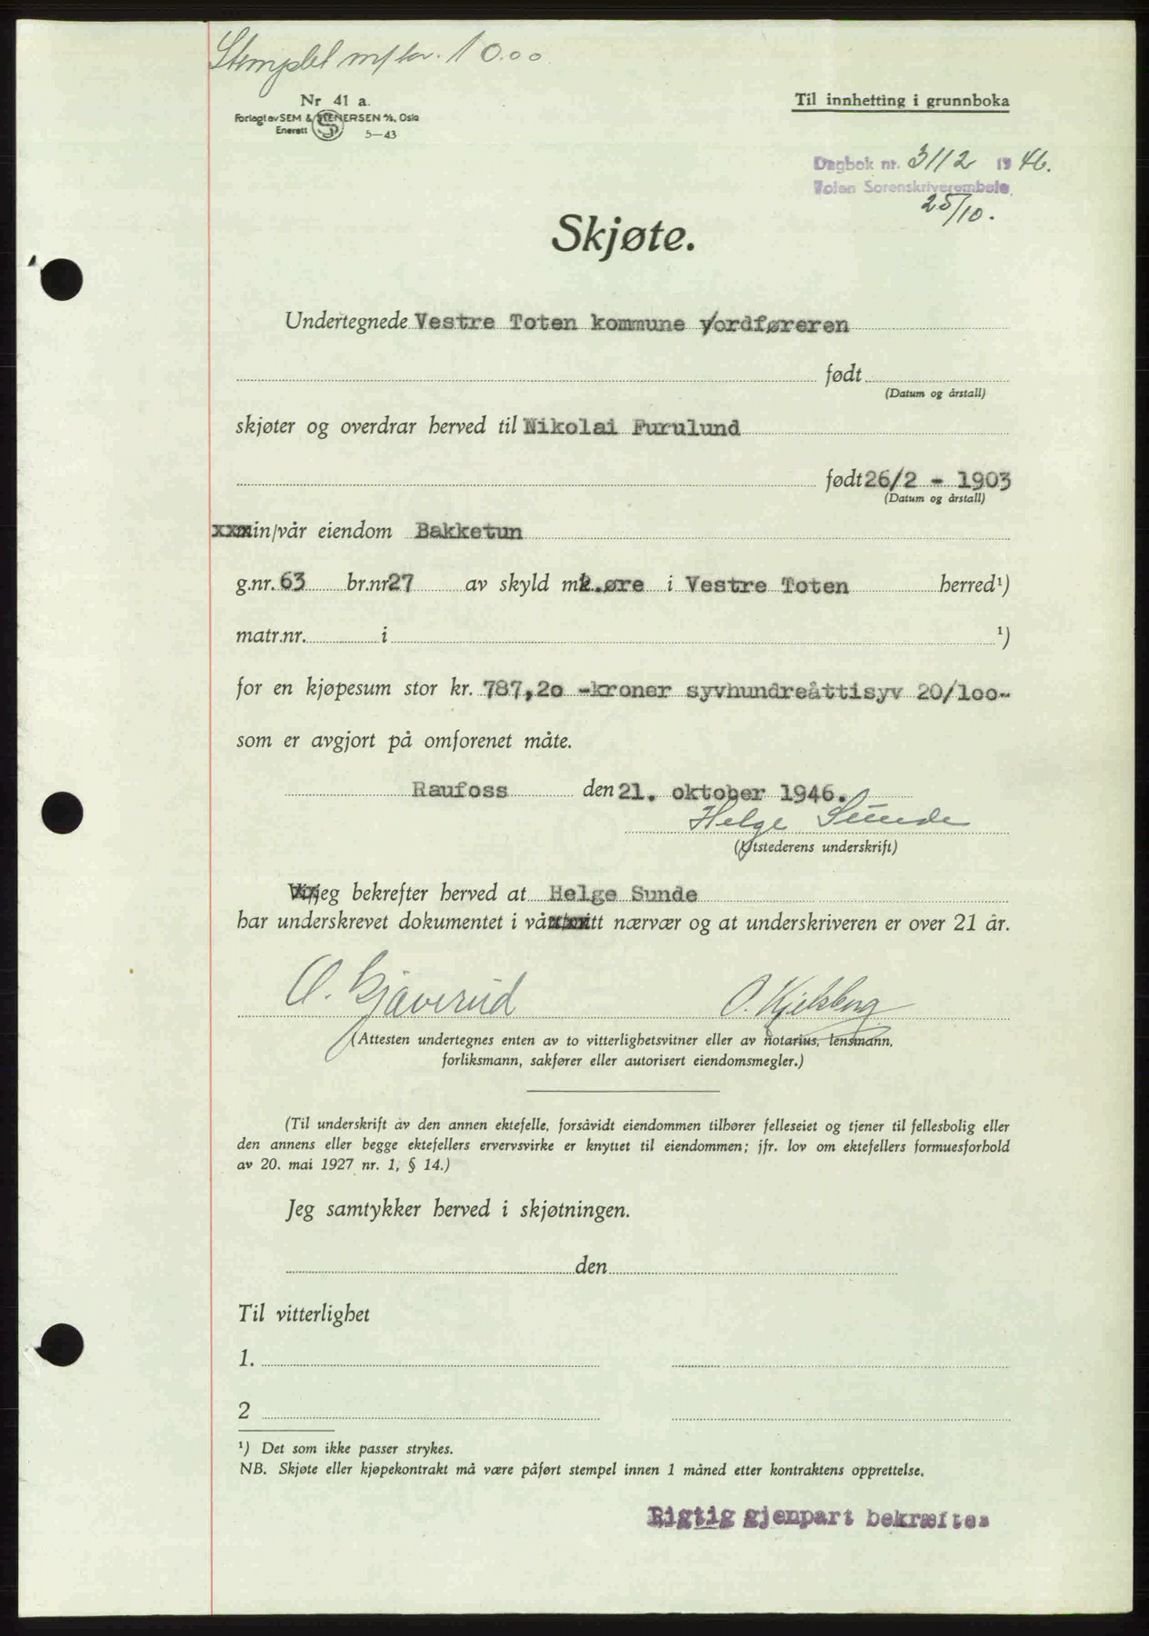 Stemplet m/ kr. 10.00
Nr 41 a.
Forlagt av SEM & STENERSEN A/S, Oslo
Enerett 5—43
Til innhefting i grunnboka
Dagbok nr. 3112 1946.
Toten Sorenskriverembete.
25/10.
Skjøte.
Undertegnede Vestre Toten kommune v/ordføreren
født
(Datum og årstall)
skjøter og overdrar herved til Nikolai Furulund
født 26/2 - 1903
(Datum og årstall)
xxmin/vår eiendom Bakketun
g.nr. 63 br.nr 27 av skyld m 2.øre i Vestre Toten herred¹)
matr.nr. i ¹)
for en kjøpesum stor kr. 787,20 -kroner syvhundreåttisyv 20/100-
som er avgjort på omforenet måte.
Raufoss den 21. oktober 1946.
Helge Sunde
(Utstederens underskrift)
Vi/jeg bekrefter herved at Helge Sunde
har underskrevet dokumentet i vårt/mitt nærvær og at underskriveren er over 21 år.
O. Gjaverud O. Kjelsberg
(Attesten undertegnes enten av to vitterlighetsvitner eller av notarius, lensmann,
forliksmann, sakfører eller autorisert eiendomsmegler.)
(Til underskrift av den annen ektefelle, forsåvidt eiendommen tilhører felleseiet og tjener til fellesbolig eller
den annens eller begge ektefellers ervervsvirke er knyttet til eiendommen; jfr. lov om ektefellers formuesforhold
av 20. mai 1927 nr. 1, § 14.)
Jeg samtykker herved i skjøtningen.
den
Til vitterlighet
1.
2
¹) Det som ikke passer strykes.
NB. Skjøte eller kjøpekontrakt må være påført stempel innen 1 måned etter kontraktens opprettelse.
Rigtig gjenpart bekræftes